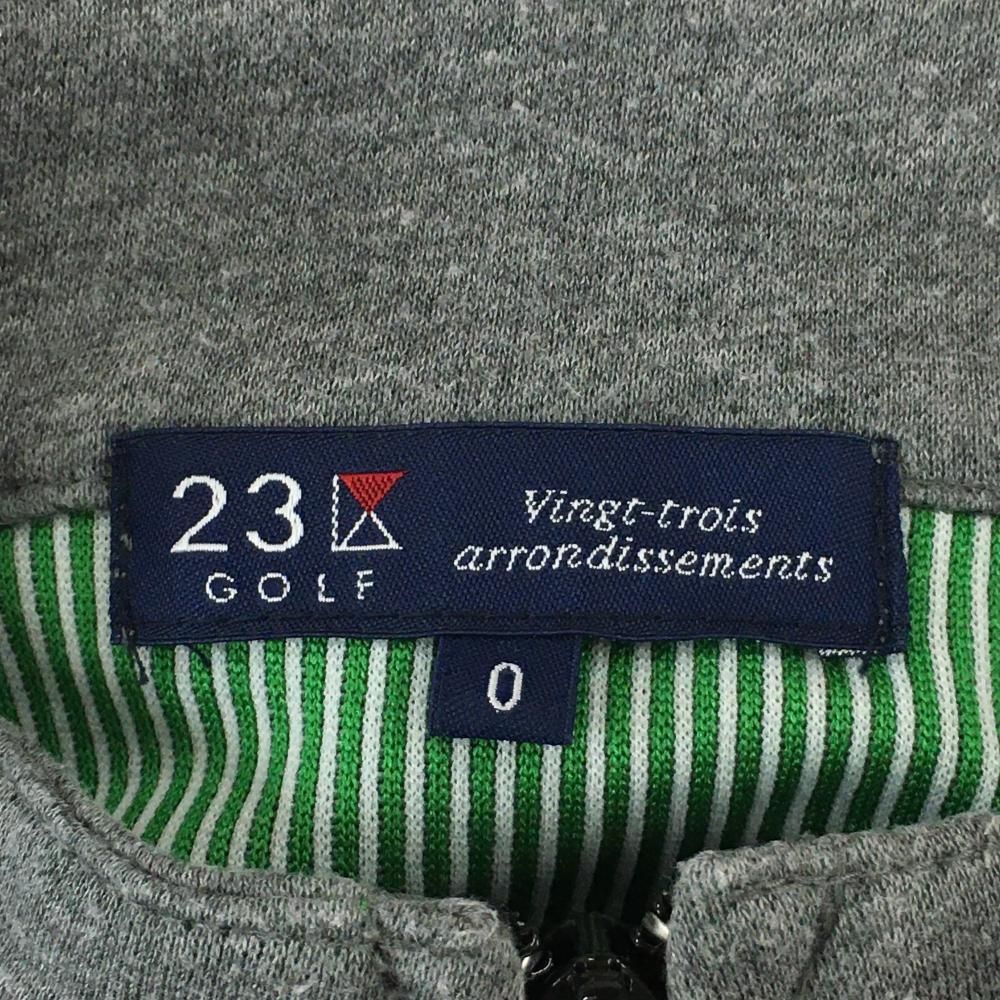 23
GOLF
Vingt-trois
arrondissements
0